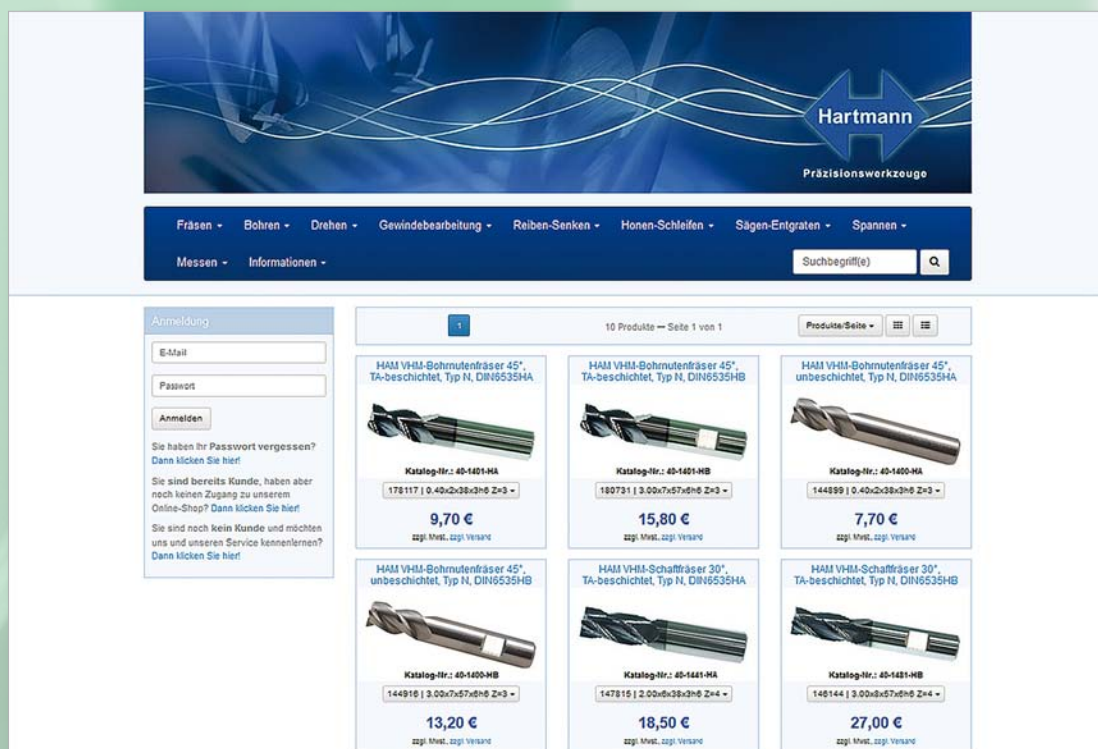 Hartmann
Präzisionswerkzeuge
Fräsen
Bohren
Drehen
Gewindebearbeitung
Reiben-Senken
Honen-Schleifen
Sägen-Entgraten
Spannen
Messen
Informationen
Suchbegriff(e)
Anmeldung
E-Mail
Passwort
Anmelden
Sie haben Ihr Passwort vergessen?
Dann klicken Sie hier!
Sie sind bereits Kunde, haben aber
noch keinen Zugang zu unserem
Online-Shop? Dann klicken Sie hier!
Sie sind noch kein Kunde und möchten
uns und unseren Service kennenlernen?
Dann klicken Sie hier!
1
10 Produkte — Seite 1 von 1
Produkte/Seite
HAM VHM-Bohrnutenfräser 45°,
TA-beschichtet, Typ N, DIN6535HA
Katalog-Nr.: 40-1401-HA
178117 | 0.40x2x38x3h6 Z=3
9,70 €
zzgl. Mwst., zzgl. Versand
HAM VHM-Bohrnutenfräser 45°,
TA-beschichtet, Typ N, DIN6535HB
Katalog-Nr.: 40-1401-HB
180731 | 3.00x7x57x6h6 Z=3
15,80 €
zzgl. Mwst., zzgl. Versand
HAM VHM-Bohrnutenfräser 45°,
unbeschichtet, Typ N, DIN6535HA
Katalog-Nr.: 40-1400-HA
144899 | 0.40x2x38x3h6 Z=3
7,70 €
zzgl. Mwst., zzgl. Versand
HAM VHM-Bohrnutenfräser 45°,
unbeschichtet, Typ N, DIN6535HB
Katalog-Nr.: 40-1400-HB
144916 | 3.00x7x57x6h6 Z=3
13,20 €
zzgl. Mwst., zzgl. Versand
HAM VHM-Schaftfräser 30°,
TA-beschichtet, Typ N, DIN6535HA
Katalog-Nr.: 40-1441-HA
147815 | 2.00x6x38x3h6 Z=4
18,50 €
zzgl. Mwst., zzgl. Versand
HAM VHM-Schaftfräser 30°,
TA-beschichtet, Typ N, DIN6535HB
Katalog-Nr.: 40-1481-HB
146144 | 3.00x8x57x6h6 Z=4
27,00 €
zzgl. Mwst., zzgl. Versand